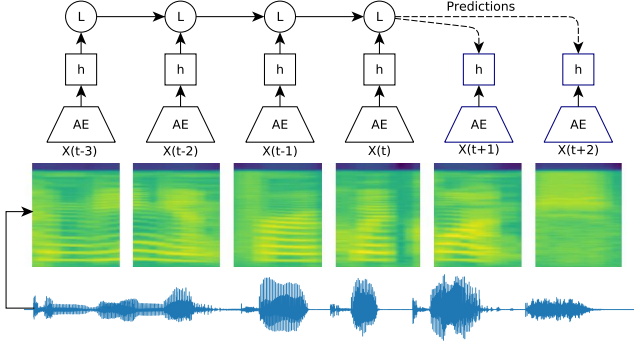 Predictions
L L L L
h h h h h h
AE AE AE AE AE AE
X(t-3) X(t-2) X(t-1) X(t) X(t+1) X(t+2)